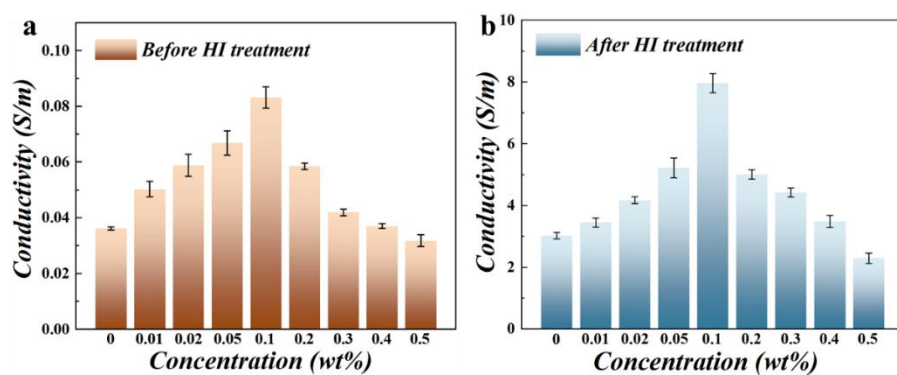 a
Before HI treatment
Conductivity (S/m)
0.10
0.08
0.06
0.04
0.02
0.00
0 0.01 0.02 0.05 0.1 0.2 0.3 0.4 0.5
Concentration (wt%)
b
After HI treatment
Conductivity (S/m)
10
8
6
4
2
0
0 0.01 0.02 0.05 0.1 0.2 0.3 0.4 0.5
Concentration (wt%)